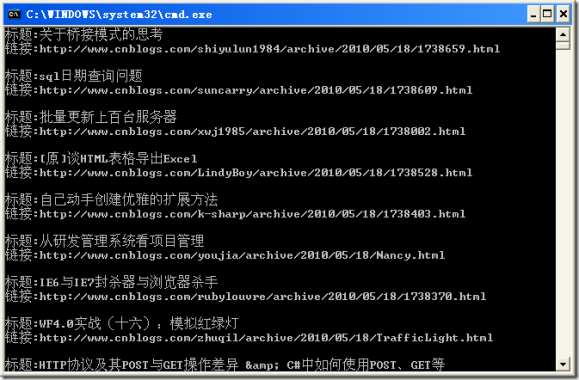 C:\WINDOWS\system32\cmd.exe
标题:关于桥接模式的思考
链接:http://www.cnblogs.com/shiyulun1984/archive/2010/05/18/1738659.html
标题:sql日期查询问题
链接:http://www.cnblogs.com/suncarry/archive/2010/05/18/1738609.html
标题:批量更新上百台服务器
链接:http://www.cnblogs.com/xwj1985/archive/2010/05/18/1738002.html
标题:[原]谈HTML表格导出Excel
链接:http://www.cnblogs.com/LindyBoy/archive/2010/05/18/1738528.html
标题:自己动手创建优雅的扩展方法
链接:http://www.cnblogs.com/k-sharp/archive/2010/05/18/1738403.html
标题:从研发管理系统看项目管理
链接:http://www.cnblogs.com/youjia/archive/2010/05/18/Nancy.html
标题:IE6与IE7封杀器与浏览器杀手
链接:http://www.cnblogs.com/rubylouvre/archive/2010/05/18/1738370.html
标题:WF4.0实战（十六）：模拟红绿灯
链接:http://www.cnblogs.com/zhuqil/archive/2010/05/18/TrafficLight.html
标题:HTTP协议及其POST与GET操作差异 &amp; C#中如何使用POST、GET等